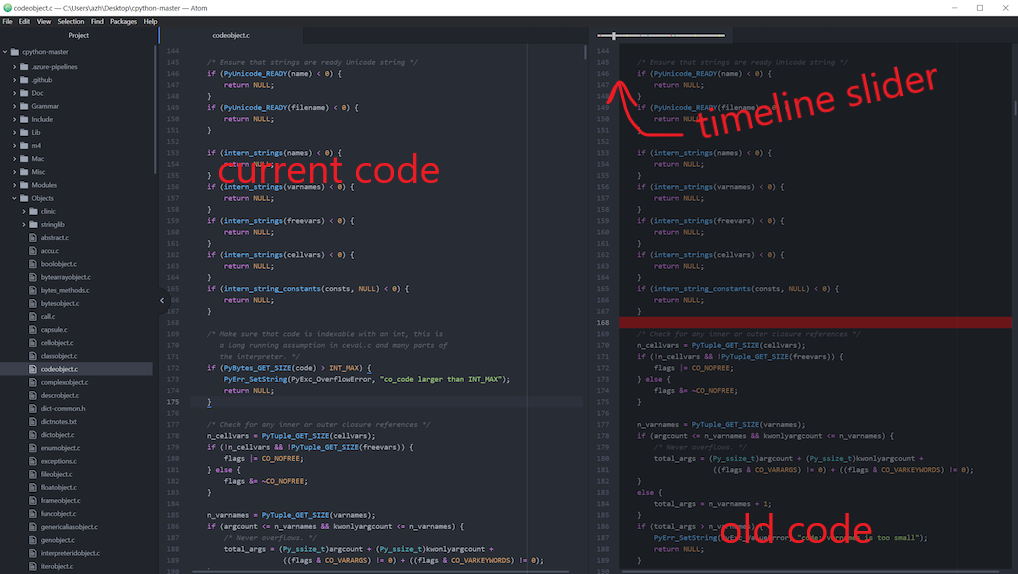 codeobject.c — C:\Users\azh\Desktop\cpython-master — Atom
File Edit View Selection Find Packages Help
Project
cpython-master
.azure-pipelines
.github
Doc
Grammar
Include
Lib
m4
Mac
Misc
Modules
Objects
clinic
stringlib
abstract.c
accu.c
boolobject.c
bytearrayobject.c
bytes_methods.c
bytesobject.c
call.c
capsule.c
cellobject.c
classobject.c
codeobject.c
complexobject.c
descrobject.c
dict-common.h
dictnotes.txt
dictobject.c
enumobject.c
exceptions.c
fileobject.c
floatobject.c
frameobject.c
funcobject.c
genericaliasobject.c
genobject.c
interpreteridobject.c
iterobject.c
codeobject.c
144
145 /* Ensure that strings are ready Unicode string */
146 if (PyUnicode_READY(name) < 0) {
147 return NULL;
148 }
149 if (PyUnicode_READY(filename) < 0) {
150 return NULL;
151 }
152
153 if (intern_strings(names) < 0) {
154 return NULL;
155 }
156 if (intern_strings(varnames) < 0) {
157 return NULL;
158 }
159 if (intern_strings(freevars) < 0) {
160 return NULL;
161 }
162 if (intern_strings(cellvars) < 0) {
163 return NULL;
164 }
165 if (intern_string_constants(consts, NULL) < 0) {
166 return NULL;
167 }
168
169 /* Make sure that code is indexable with an int, this is
170 a long running assumption in ceval.c and many parts of
171 the interpreter. */
172 if (PyBytes_GET_SIZE(code) > INT_MAX) {
173 PyErr_SetString(PyExc_OverflowError, "co_code larger than INT_MAX");
174 return NULL;
175 }
176
177 /* Check for any inner or outer closure references */
178 n_cellvars = PyTuple_GET_SIZE(cellvars);
179 if (!n_cellvars && !PyTuple_GET_SIZE(freevars)) {
180 flags |= CO_NOFREE;
181 } else {
182 flags &= ~CO_NOFREE;
183 }
184
185 n_varnames = PyTuple_GET_SIZE(varnames);
186 if (argcount <= n_varnames && kwonlyargcount <= n_varnames) {
187 /* Never overflows. */
188 total_args = (Py_ssize_t)argcount + (Py_ssize_t)kwonlyargcount +
189 ((flags & CO_VARARGS) != 0) + ((flags & CO_VARKEYWORDS) != 0);
190 }
current code
144
145 /* Ensure that strings are ready Unicode string */
146 if (PyUnicode_READY(name) < 0) {
147 return NULL;
148 }
149 if (PyUnicode_READY(filename) < 0) {
150 return NULL;
151 }
152
153 if (intern_strings(names) < 0) {
154 return NULL;
155 }
156 if (intern_strings(varnames) < 0) {
157 return NULL;
158 }
159 if (intern_strings(freevars) < 0) {
160 return NULL;
161 }
162 if (intern_strings(cellvars) < 0) {
163 return NULL;
164 }
165 if (intern_string_constants(consts, NULL) < 0) {
166 return NULL;
167 }
168
169 /* Check for any inner or outer closure references */
170 n_cellvars = PyTuple_GET_SIZE(cellvars);
171 if (!n_cellvars && !PyTuple_GET_SIZE(freevars)) {
172 flags |= CO_NOFREE;
173 } else {
174 flags &= ~CO_NOFREE;
175 }
176
177 n_varnames = PyTuple_GET_SIZE(varnames);
178 if (argcount <= n_varnames && kwonlyargcount <= n_varnames) {
179 /* Never overflows. */
180 total_args = (Py_ssize_t)argcount + (Py_ssize_t)kwonlyargcount +
181 ((flags & CO_VARARGS) != 0) + ((flags & CO_VARKEYWORDS) != 0);
182 }
183 else {
184 total_args = n_varnames + 1;
185 }
186 if (total_args > n_varnames) {
187 PyErr_SetString(PyExc_ValueError, "code: varnames is too small");
188 return NULL;
189 }
timeline slider
old code